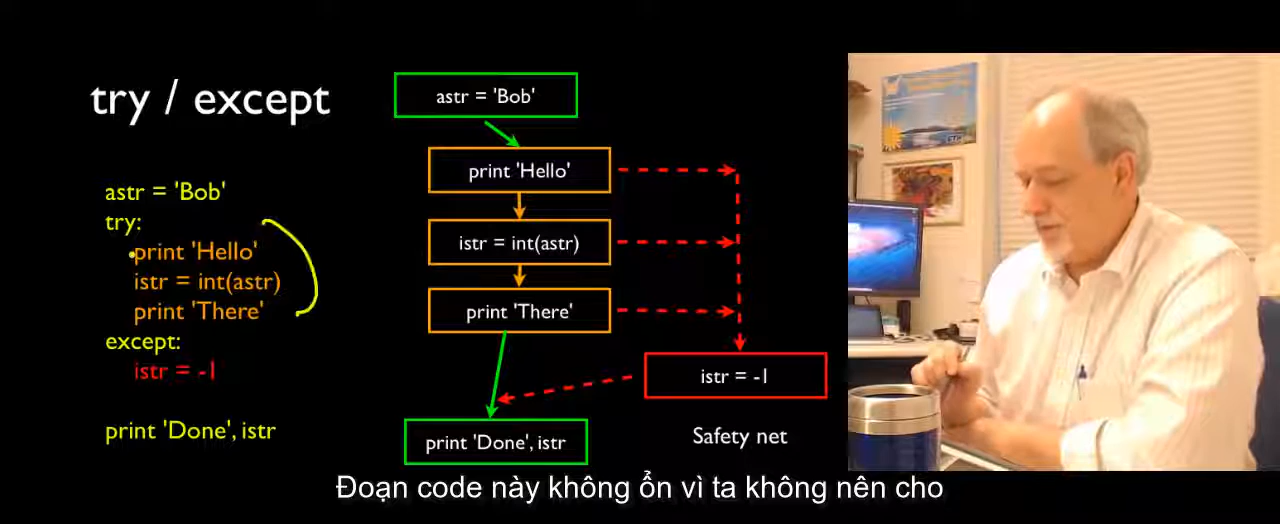 try / except
astr = 'Bob'
try:
print 'Hello'
istr = int(astr)
print 'There'
except:
istr = -1
print 'Done', istr
astr = 'Bob'
print 'Hello'
istr = int(astr)
print 'There'
istr = -1
print 'Done', istr
Safety net
Đoạn code này không ổn vì ta không nên cho